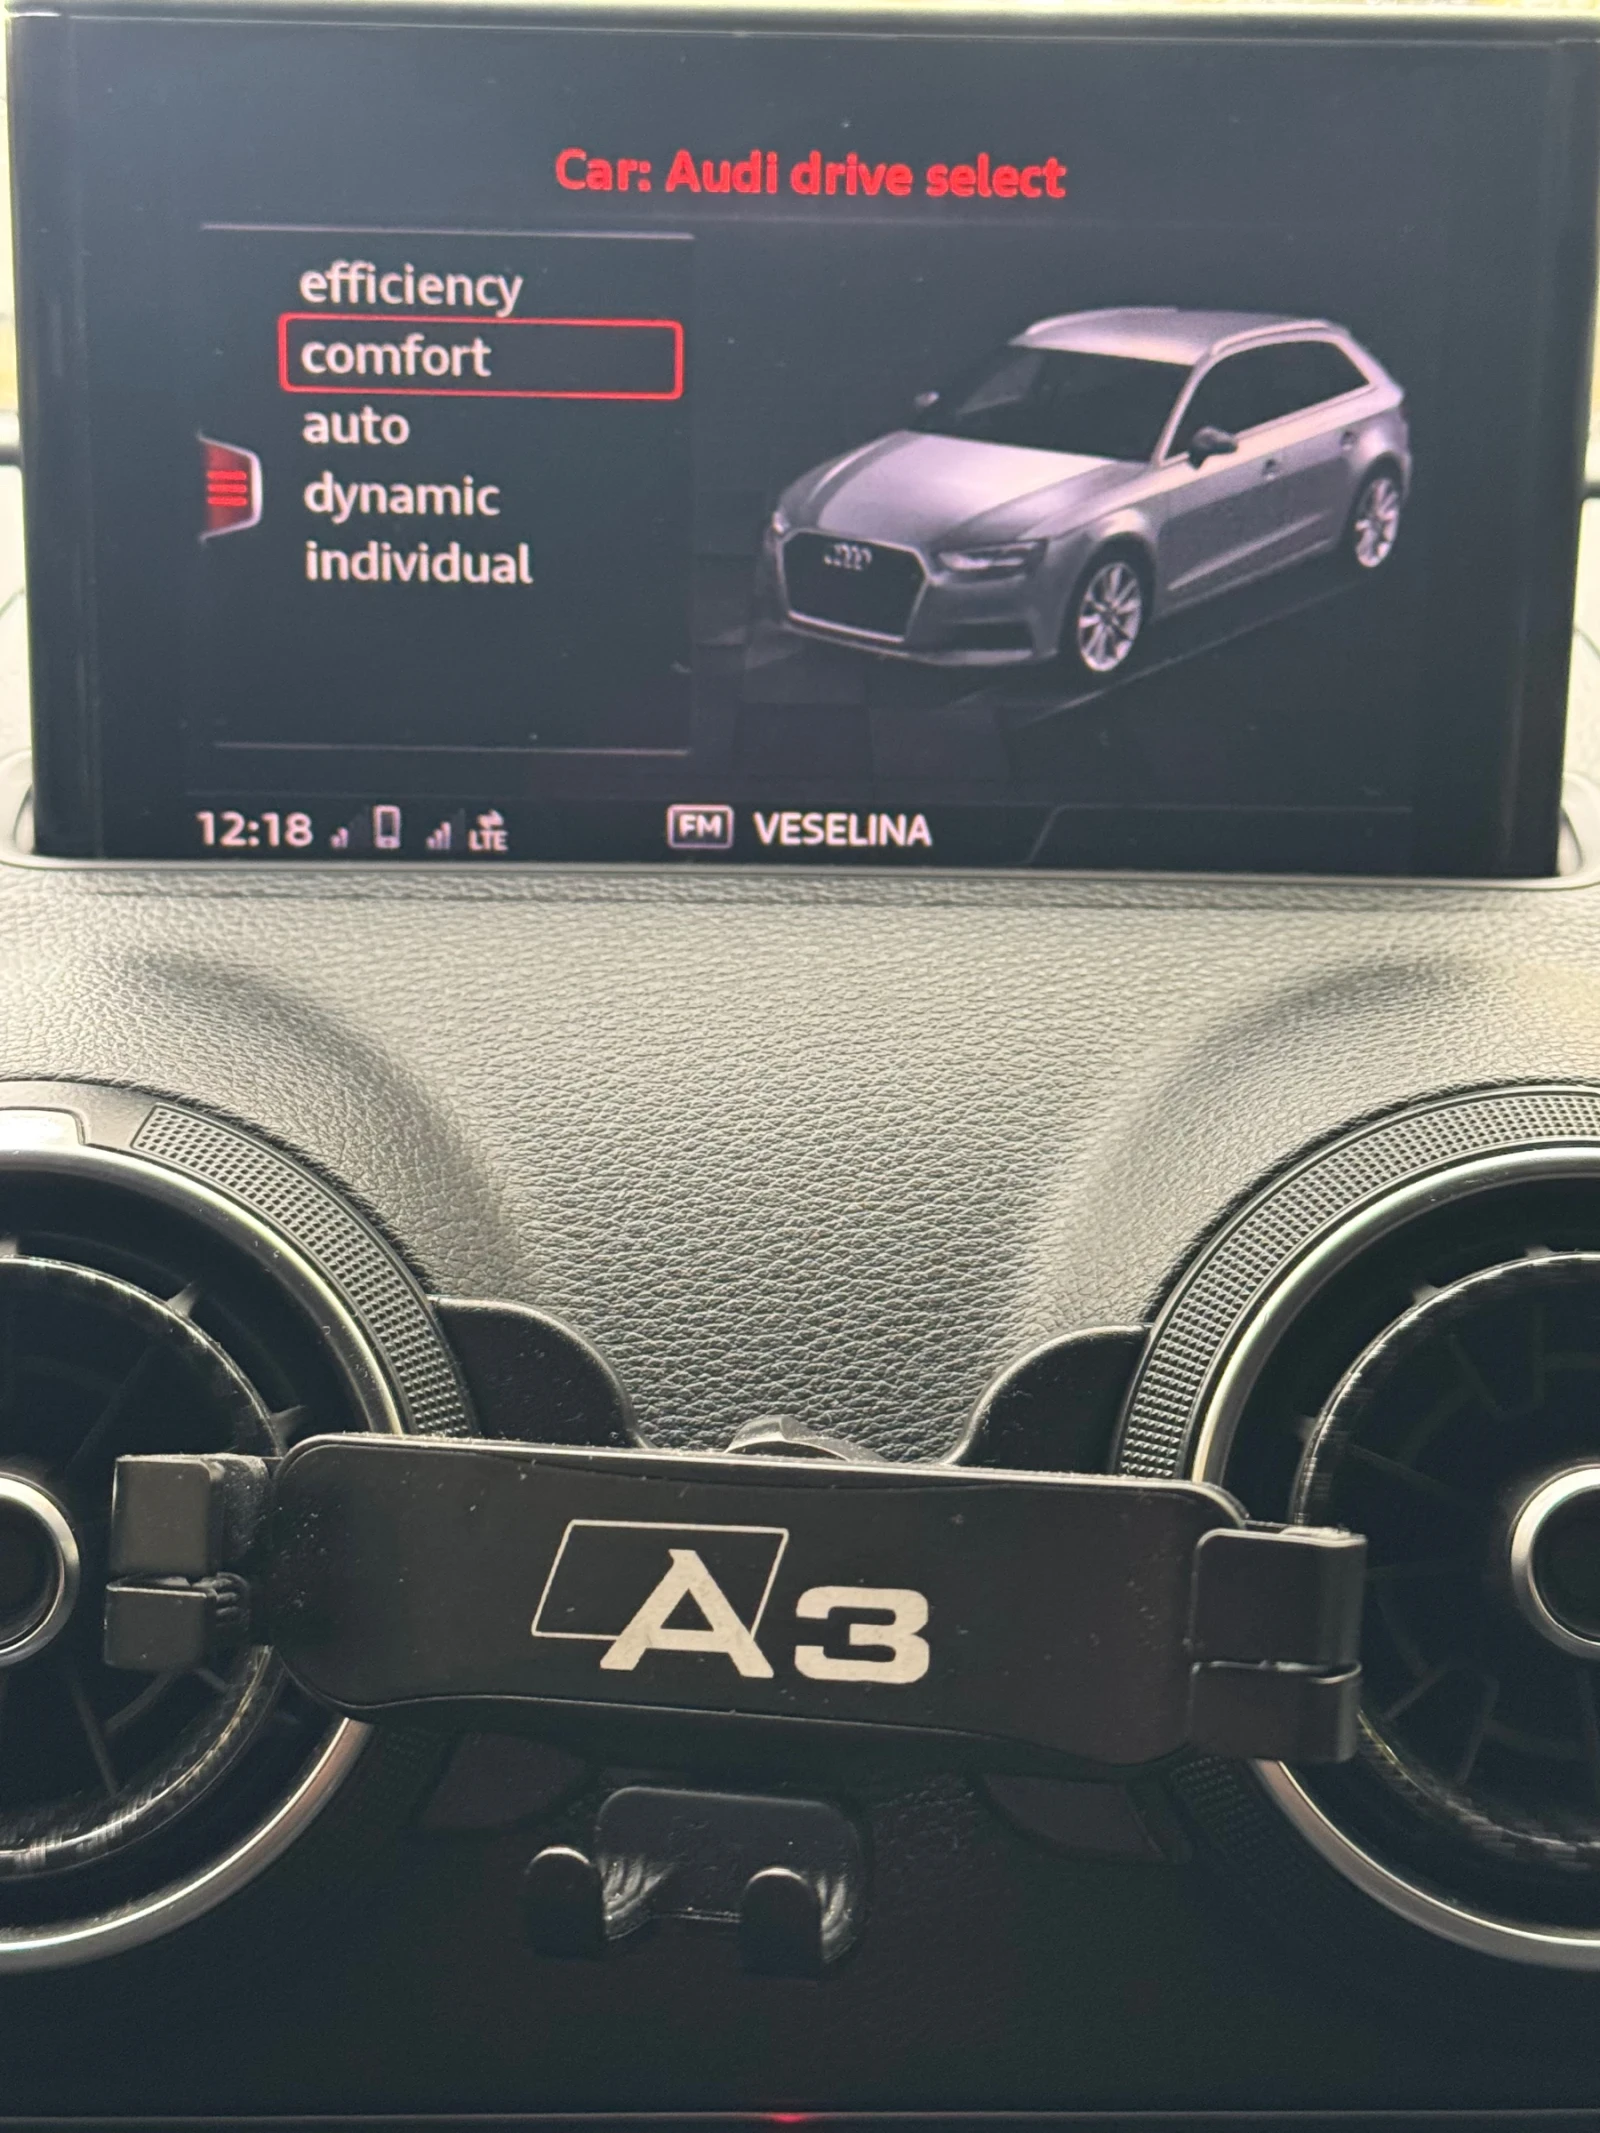 Car: Audi drive select
efficiency
comfort
auto
dynamic
individual
12:18 LTE FM VESELINA
A3